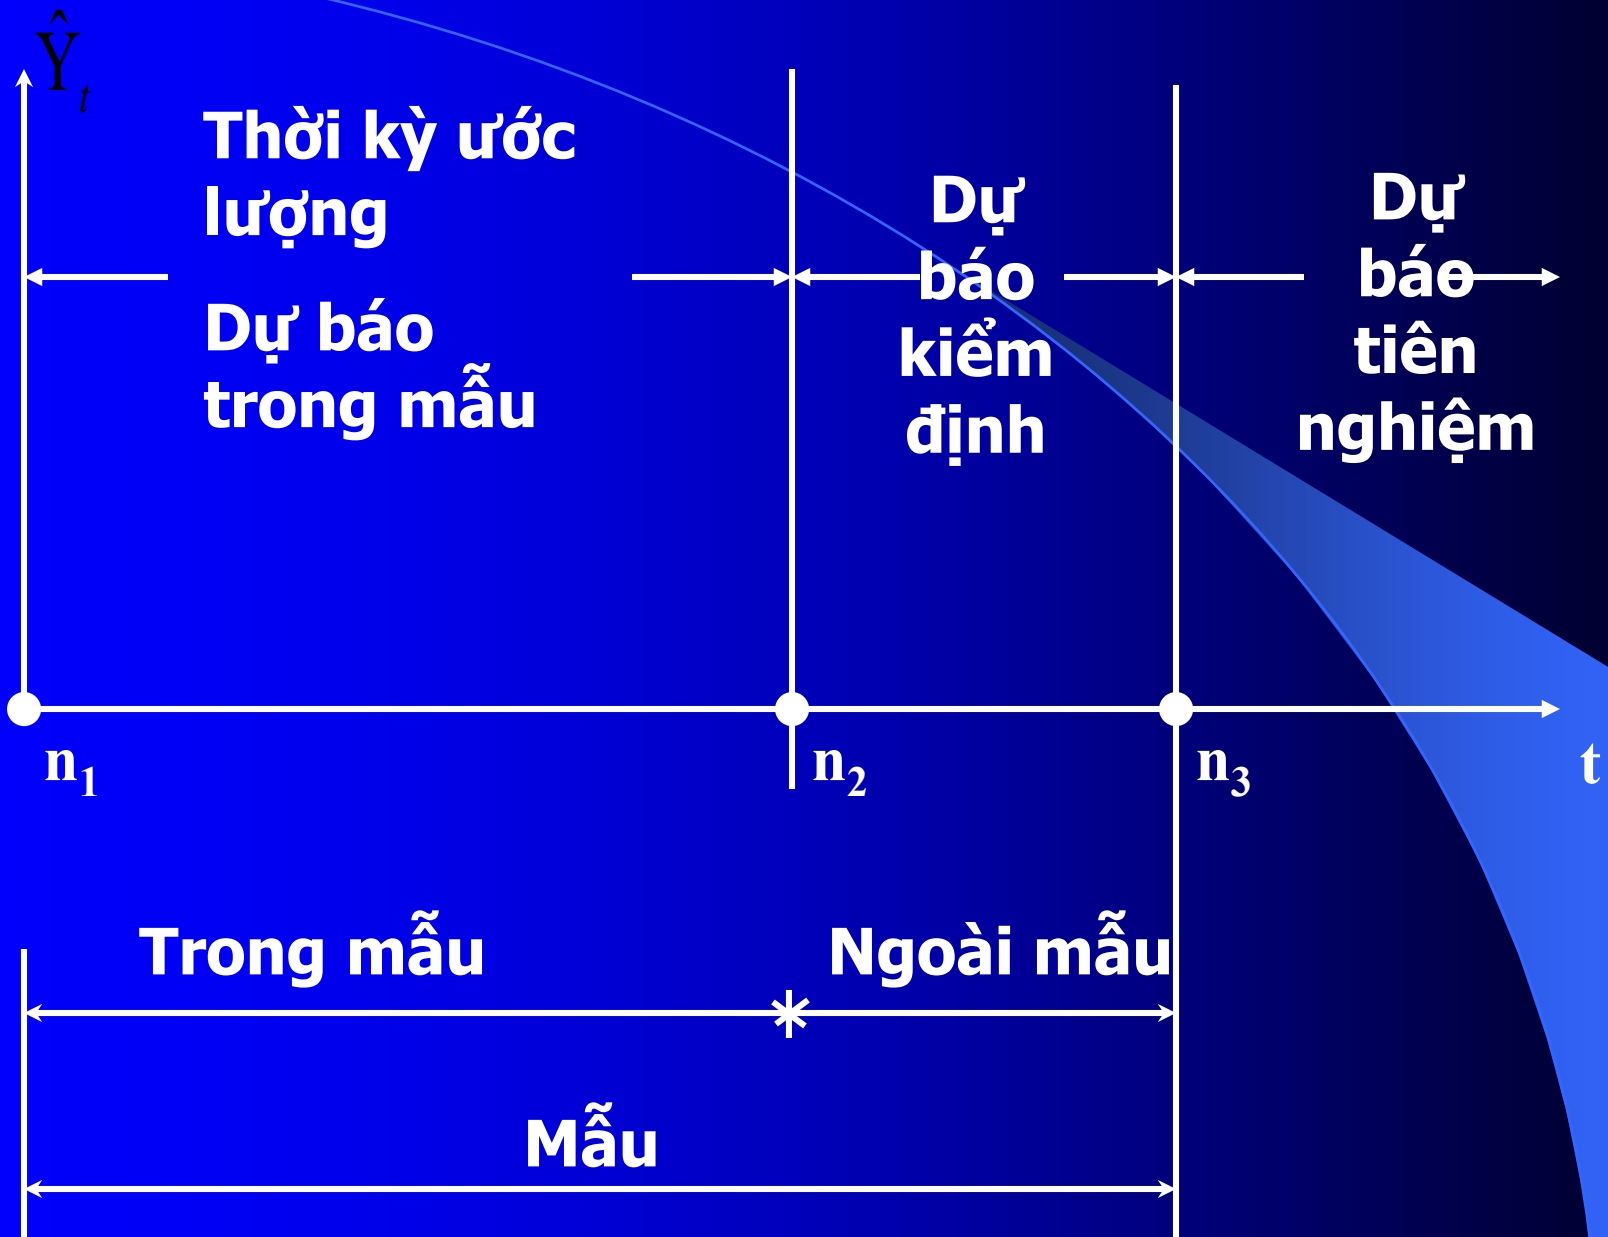 Ŷt
Thời kỳ ước
lượng
Dự báo
trong mẫu
Dự
báo
kiểm
định
Dự
báo
tiên
nghiệm
n1
n2
n3
t
Trong mẫu
Ngoài mẫu
Mẫu